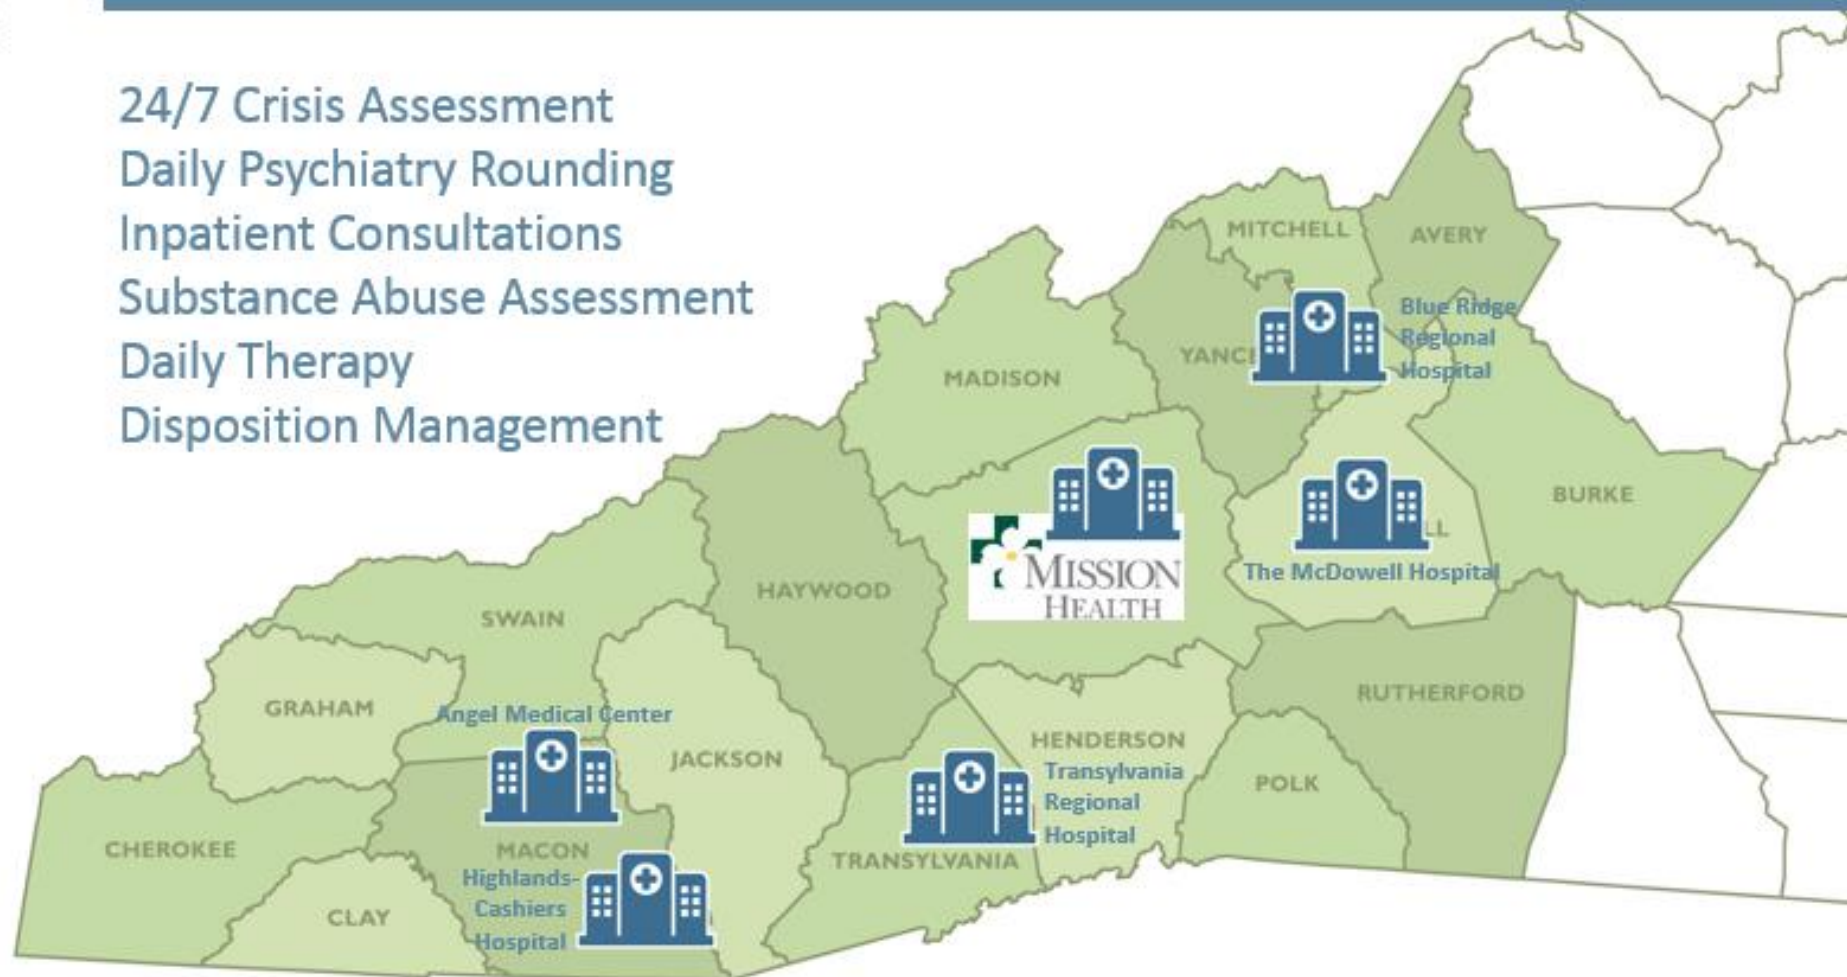 24/7 Crisis Assessment
Daily Psychiatry Rounding
Inpatient Consultations
Substance Abuse Assessment
Daily Therapy
Disposition Management
MITCHELL
AVERY
Blue Ridge
Regional
Hospital
YANCE
MADISON
BURKE
MISSION
HEALTH
LL
The McDowell Hospital
HAYWOOD
SWAIN
GRAHAM
Angel Medical Center
JACKSON
RUTHERFORD
HENDERSON
Transylvania
Regional
Hospital
POLK
CHEROKEE
MACON
TRANSYLVANIA
Highlands-
Cashiers
Hospital
CLAY